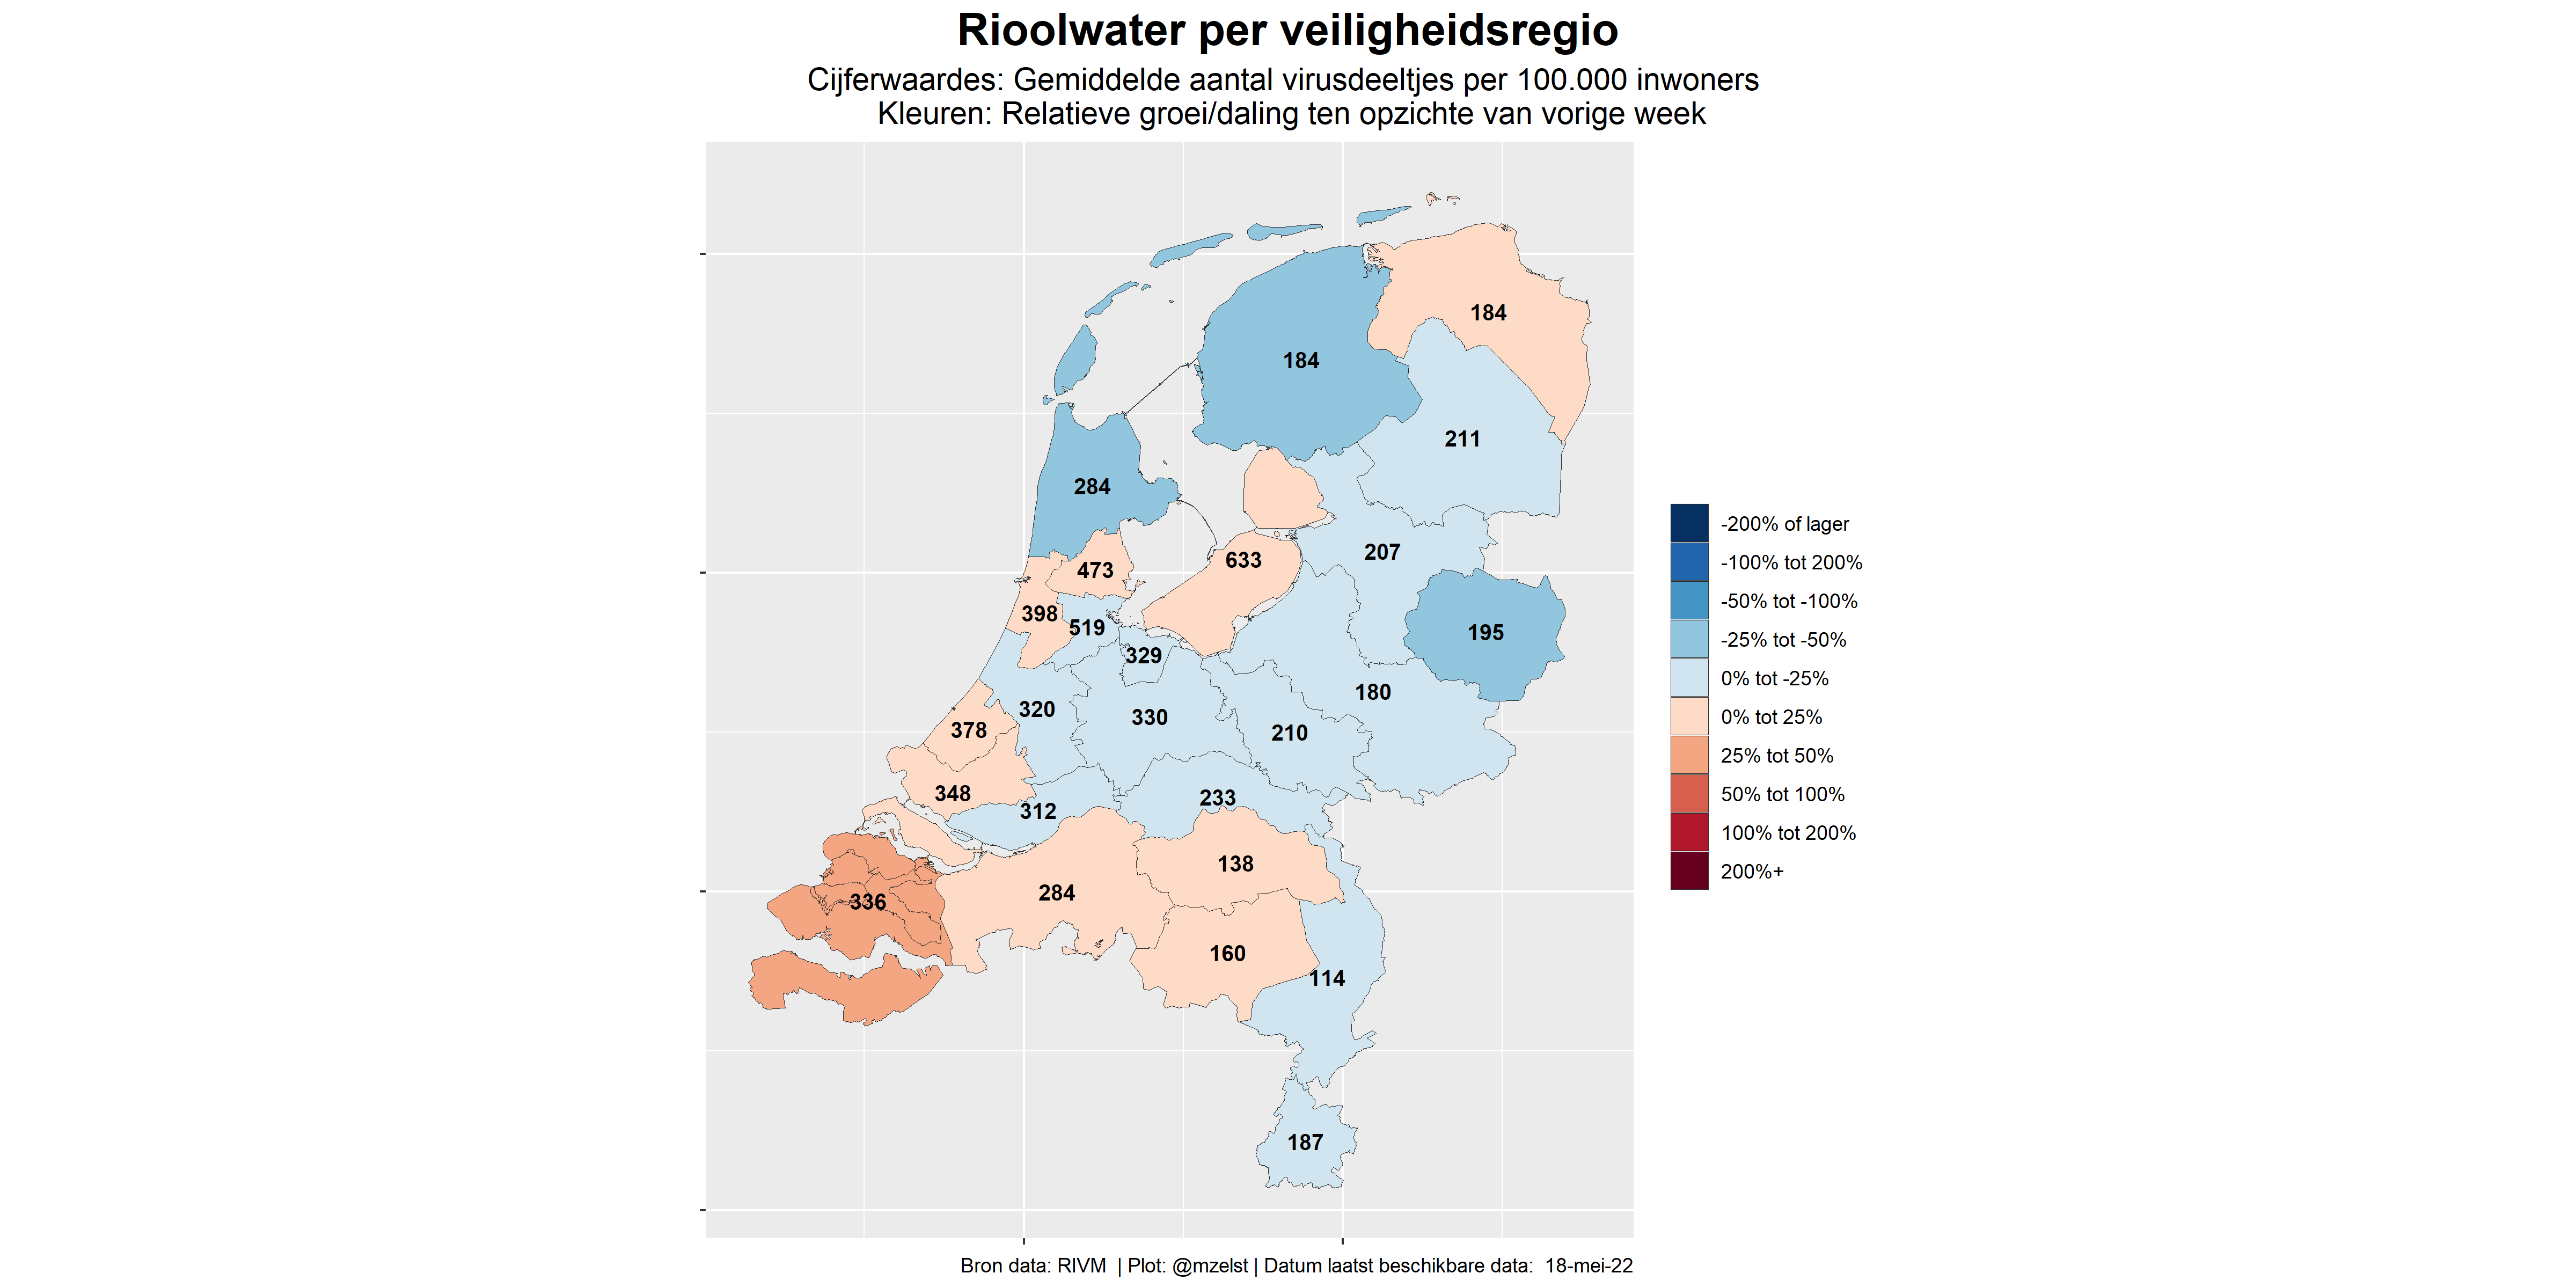 Rioolwater per veiligheidsregio
Cijferwaardes: Gemiddelde aantal virusdeeltjes per 100.000 inwoners
Kleuren: Relatieve groei/daling ten opzichte van vorige week
184
184
211
284
207
633
473
398
519
195
329
180
320
330
378
210
348
312
233
138
284
336
160
114
187
-200% of lager
-100% tot 200%
-50% tot -100%
-25% tot -50%
0% tot -25%
0% tot 25%
25% tot 50%
50% tot 100%
100% tot 200%
200%+
Bron data: RIVM | Plot: @mzelst | Datum laatst beschikbare data: 18-mei-22